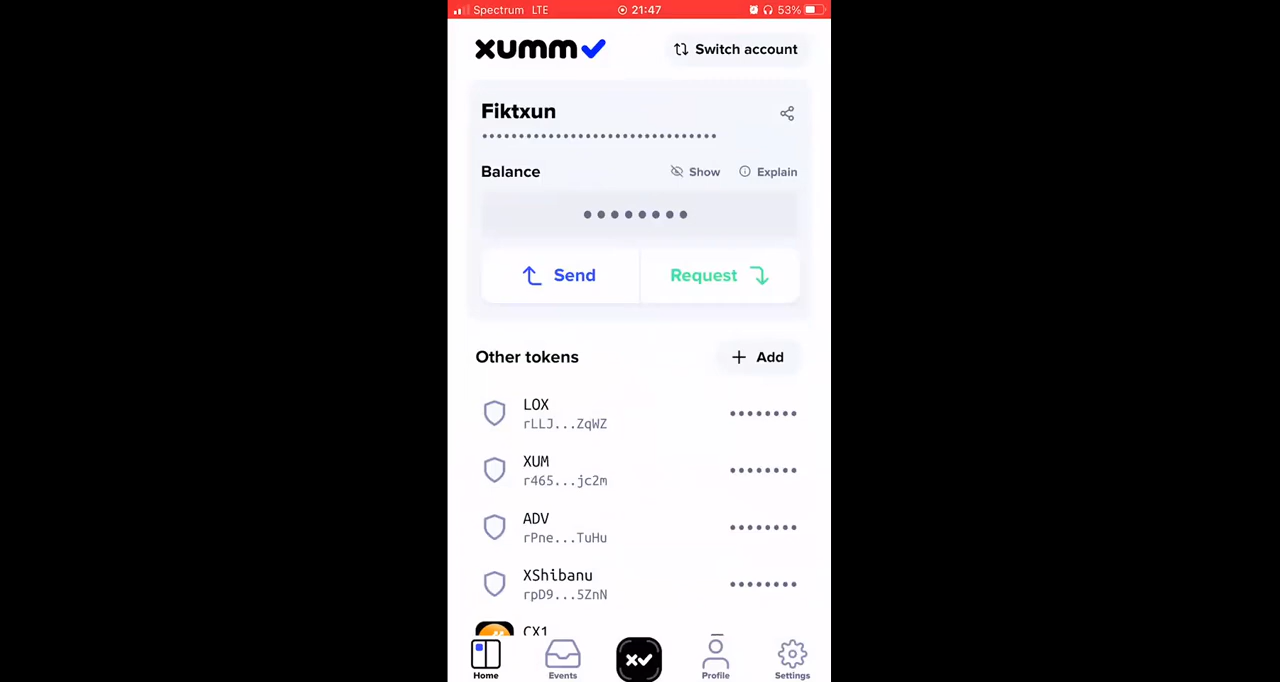 Spectrum LTE 21:47 53%
xumm Switch account
Fiktxun
Balance Show Explain
Send Request
Other tokens + Add
LOX
rLLJ...ZqWZ
XUM
r465...jc2m
ADV
rPne...TuHu
XShibanu
rpD9...5ZnN
CX1
Home Events Profile Settings